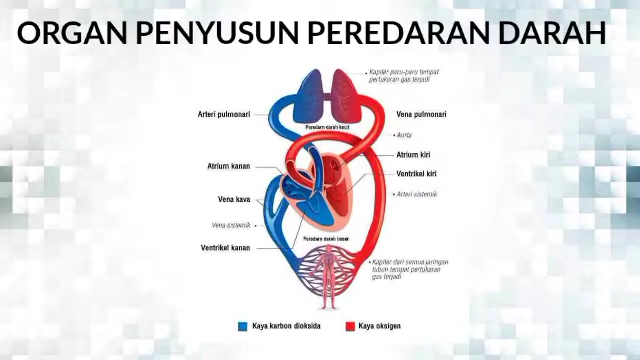 ORGAN PENYUSUN PEREDARAN DARAH
Kapiler paru-paru tempat
pertukaran gas terjadi
Arteri pulmonari
Vena pulmonari
Peredarn darah kecil
Aorta
Atrium kiri
Atrium kanan
Ventrikel kiri
Vena kava
Arteri sistemik
Vena sistemik
Peredarn darah besar
Ventrikel kanan
Kapiler dari semua jaringan
tubuh tempat pertukaran
gas terjadi
Kaya karbon dioksida
Kaya oksigen